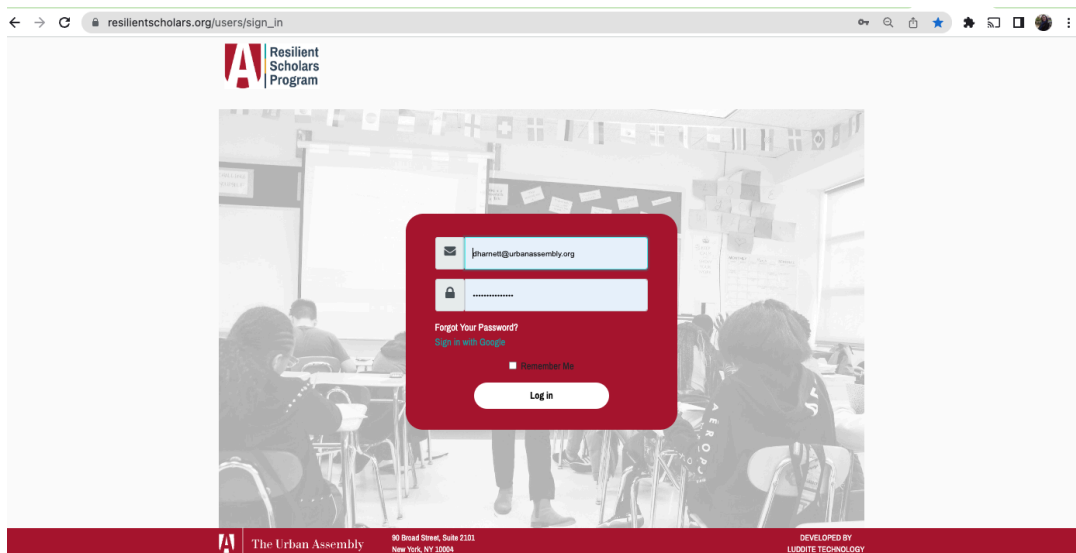 resilientscholars.org/users/sign_in
Resilient
Scholars
Program
dharnett@urbanassembly.org
Forgot Your Password?
Sign in with Google
Remember Me
Log in
The Urban Assembly
90 Broad Street, Suite 2101
New York, NY 10004
DEVELOPED BY
LUDDITE TECHNOLOGY